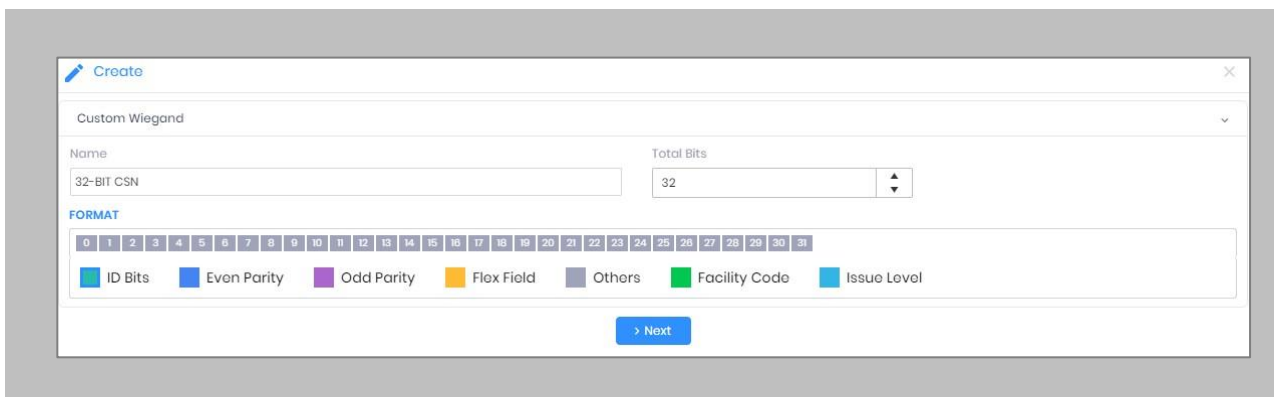 Create
Custom Wiegand
Name Total Bits
32-BIT CSN 32
FORMAT
0 1 2 3 4 5 6 7 8 9 10 11 12 13 14 15 16 17 18 19 20 21 22 23 24 25 26 27 28 29 30 31
ID Bits Even Parity Odd Parity Flex Field Others Facility Code Issue Level
> Next